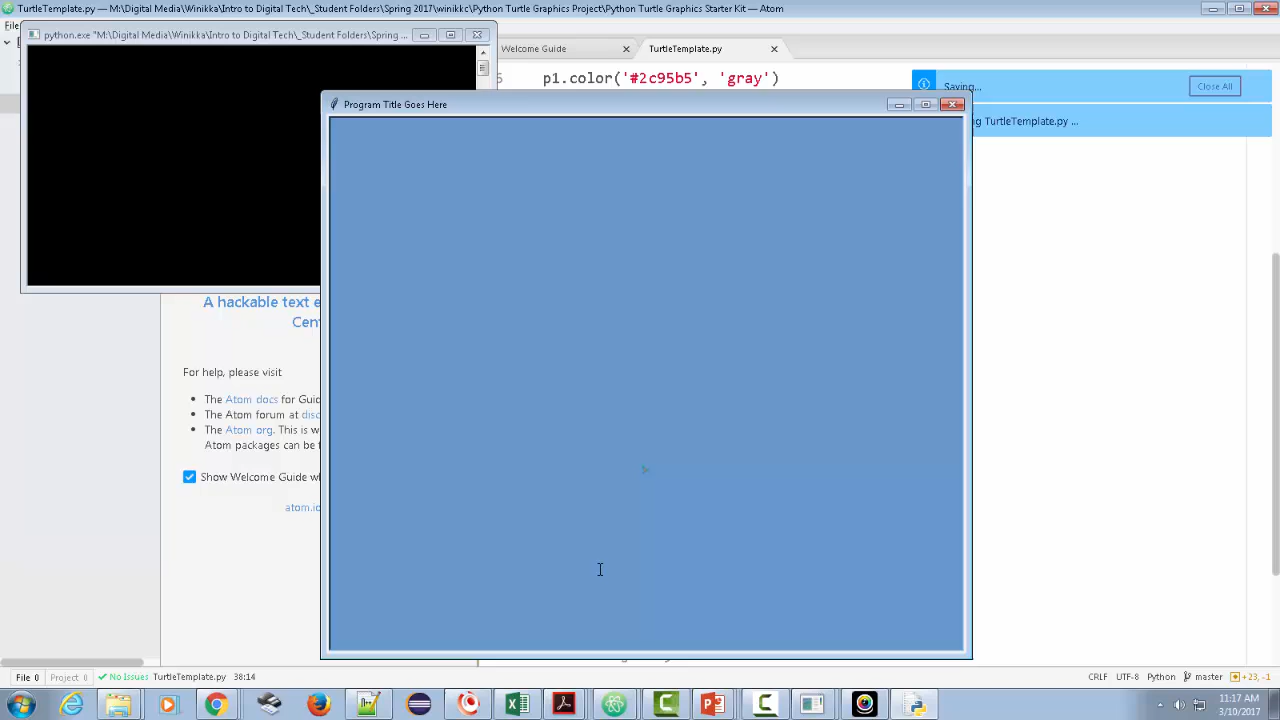 TurtleTemplate.py — M:\Digital Media\Winikka\Intro to Digital Tech\_Student Folders\Spring 2017\winikkc\Python Turtle Graphics Project\Python Turtle Graphics Starter Kit — Atom
python.exe "M:\Digital Media\Winikka\Intro to Digital Tech\_Student Folders\Spring ...
Welcome Guide
TurtleTemplate.py
p1.color('#2c95b5', 'gray')
Saving...
Close All
TurtleTemplate.py ...
Program Title Goes Here
A hackable text
For help, please visit
The Atom docs for
The Atom forum at
The Atom org. This is
Atom packages can be
Show Welcome Guide
File 0
Project 0
No Issues
TurtleTemplate.py
38:14
CRLF
UTF-8
Python
master
+23, -1
11:17 AM
3/10/2017